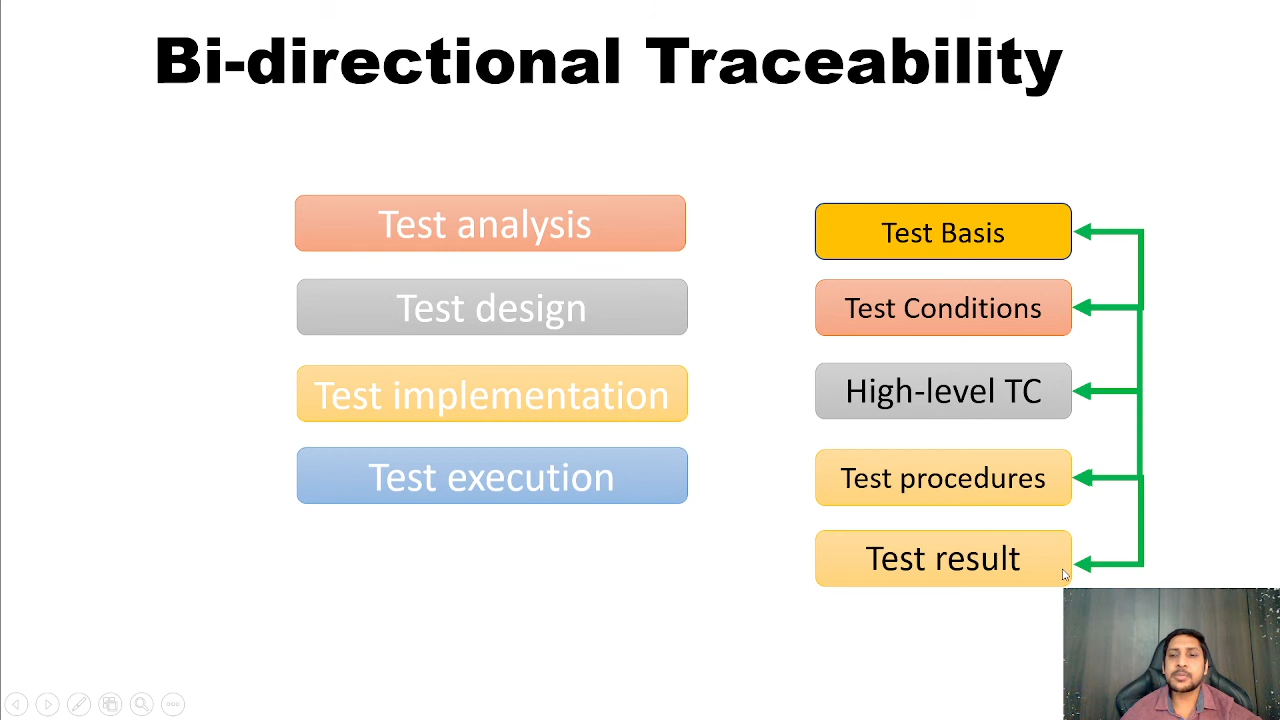 Bi-directional Traceability
Test analysis
Test design
Test implementation
Test execution
Test Basis
Test Conditions
High-level TC
Test procedures
Test result